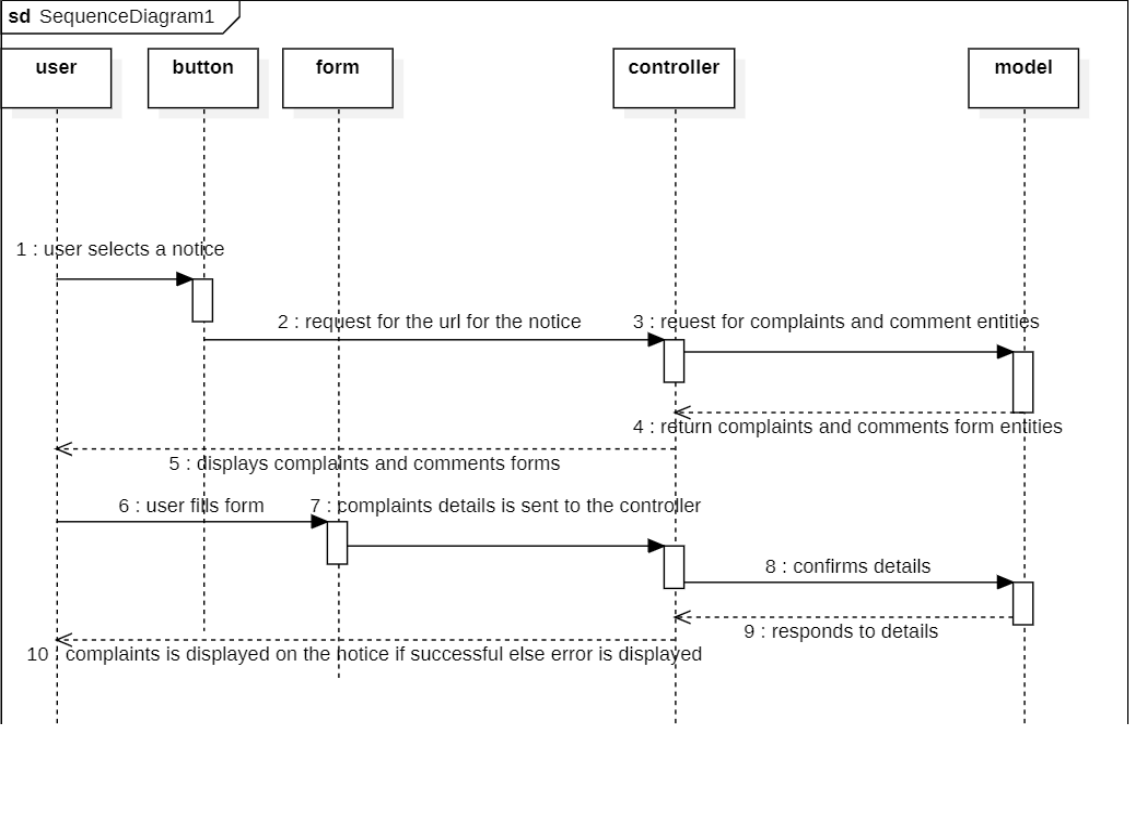 sd SequenceDiagram1
user
button
form
controller
model
1 : user selects a notice
2 : request for the url for the notice
3 : reuest for complaints and comment entities
4 : return complaints and comments form entities
5 : displays complaints and comments forms
6 : user fills form
7 : complaints details is sent to the controller
8 : confirms details
9 : responds to details
10 : complaints is displayed on the notice if successful else error is displayed